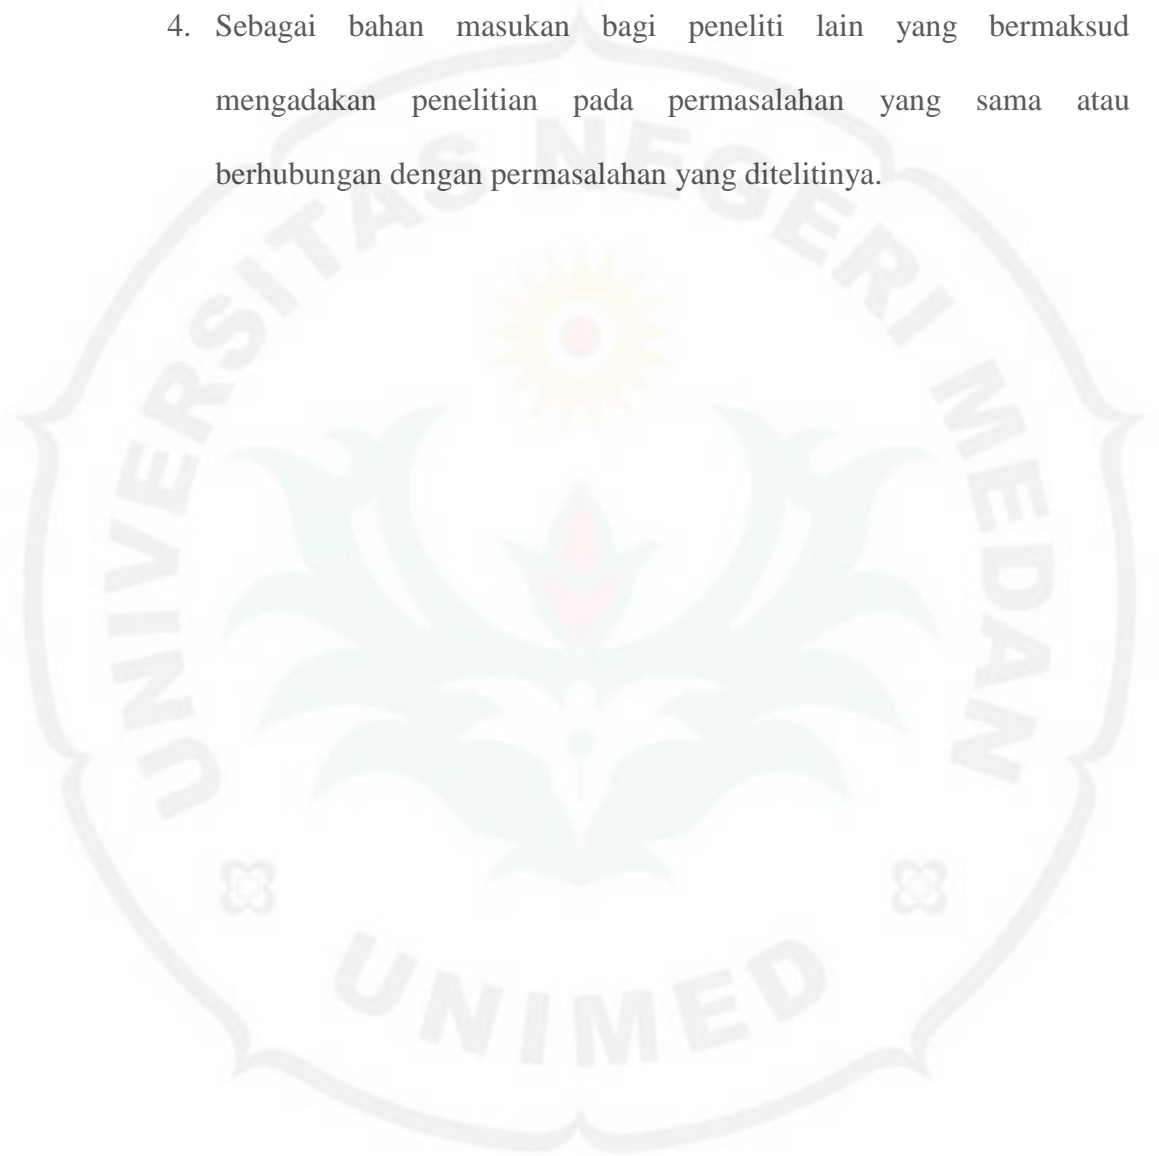 4. Sebagai bahan masukan bagi peneliti lain yang bermaksud
mengadakan penelitian pada permasalahan yang sama atau
berhubungan dengan permasalahan yang ditelitinya.
UNIVERSITAS NEGERI MEDAN
UNIMED